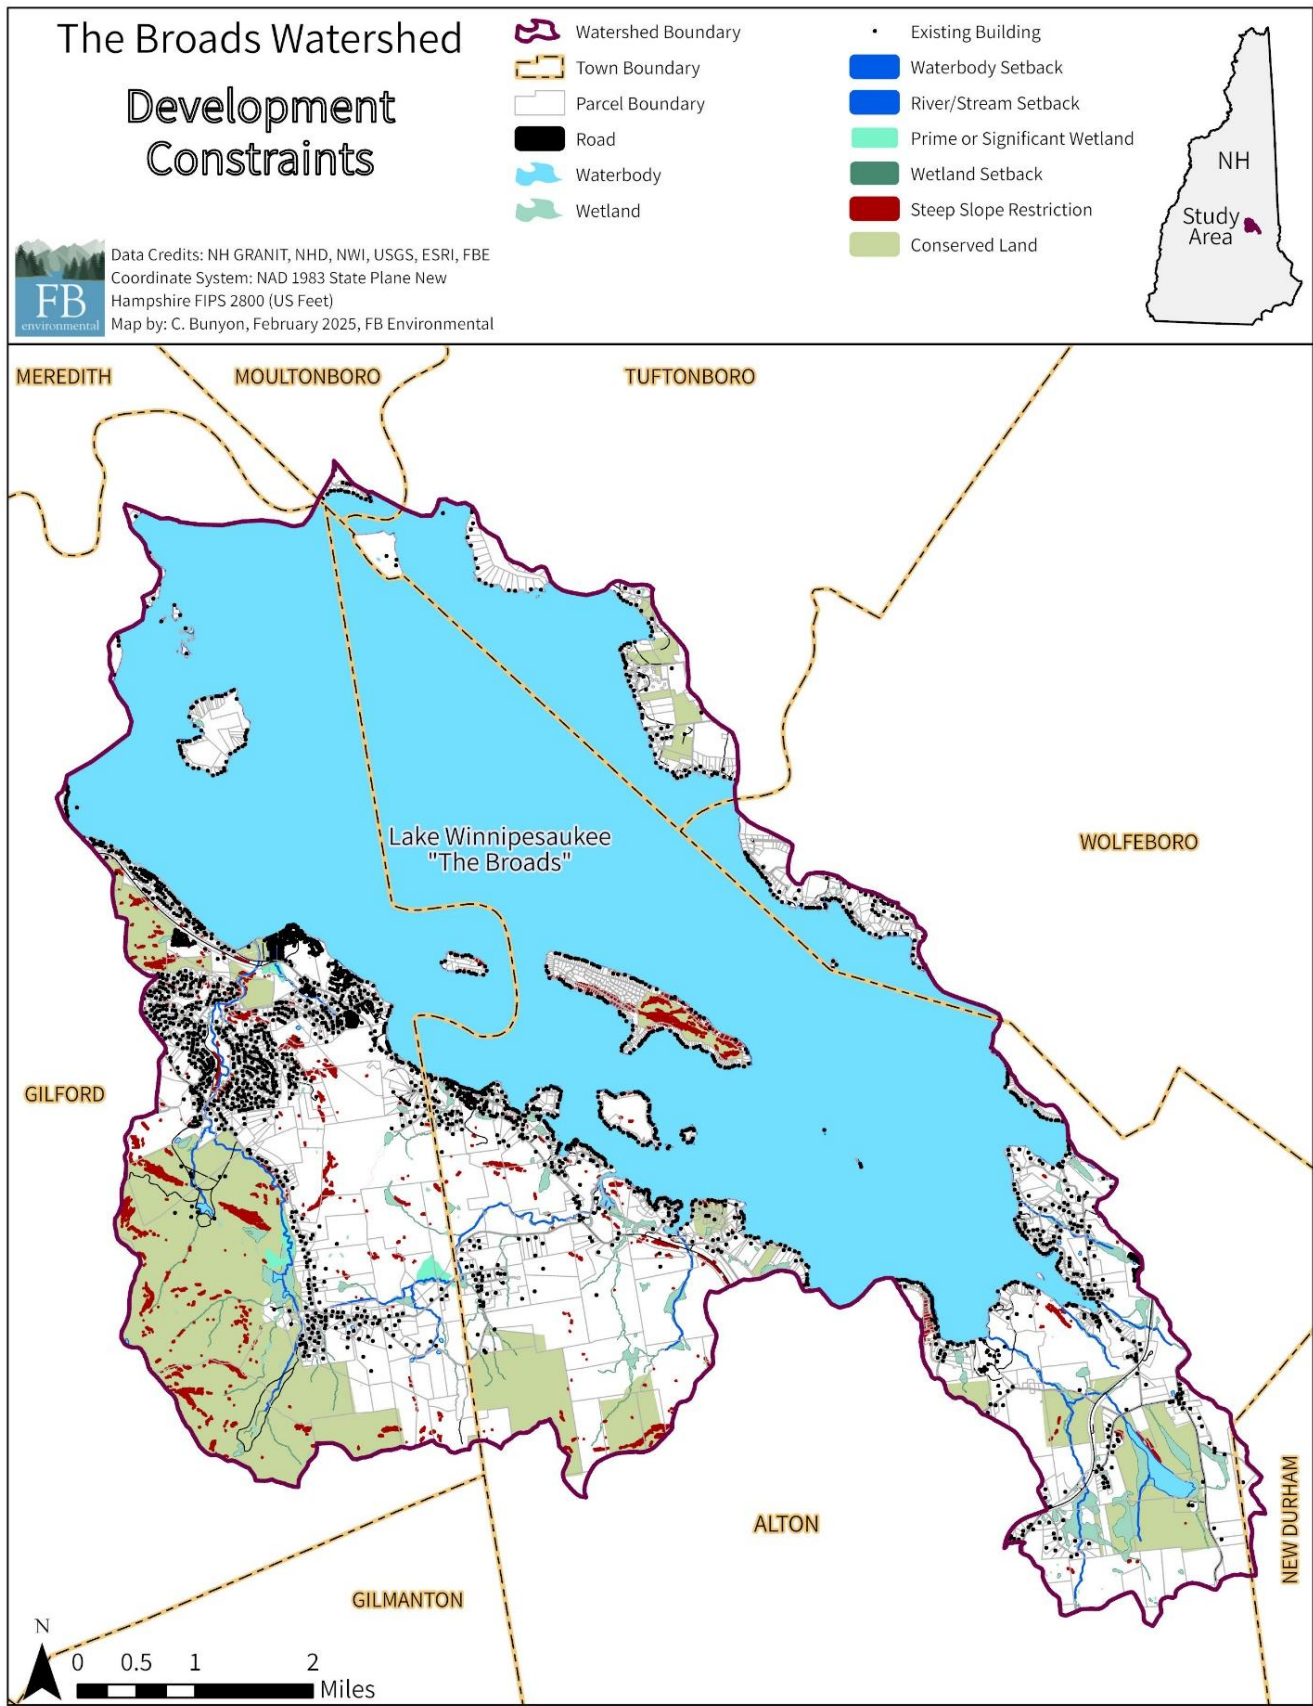 The Broads Watershed
Development
Constraints
FB
environmental
Data Credits: NH GRANIT, NHD, NWI, USGS, ESRI, FBE
Coordinate System: NAD 1983 State Plane New
Hampshire FIPS 2800 (US Feet)
Map by: C. Bunyon, February 2025, FB Environmental
Watershed Boundary
Town Boundary
Parcel Boundary
Road
Waterbody
Wetland
Existing Building
Waterbody Setback
River/Stream Setback
Prime or Significant Wetland
Wetland Setback
Steep Slope Restriction
Conserved Land
NH
Study
Area
MEREDITH
MOULTONBORO
TUFTONBORO
Lake Winnipesaukee
"The Broads"
WOLFEBORO
GILFORD
ALTON
NEW DURHAM
GILMANTON
N
0 0.5 1 2
Miles